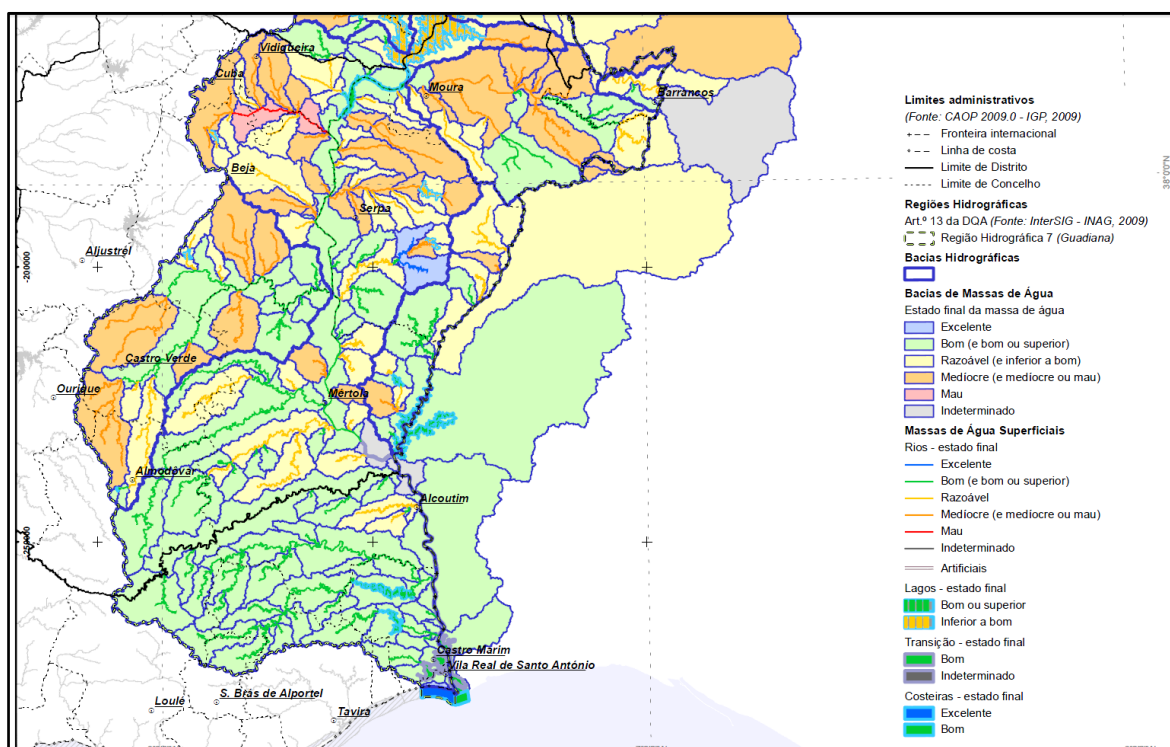 Vidigueira
Cuba
Moura
Barrancos
Beja
Serpa
Aljustrel
Castro Verde
Ourique
Mértola
Almodôvar
Alcoutim
Castro Marim
Vila Real de Santo António
S. Brás de Alportel
Loulé
Tavira
-200000
-250000
38°0'0"N
Limites administrativos
(Fonte: CAOP 2009.0 - IGP, 2009)
Fronteira internacional
Linha de costa
Limite de Distrito
Limite de Concelho
Regiões Hidrográficas
Art.º 13 da DQA (Fonte: InterSIG - INAG, 2009)
Região Hidrográfica 7 (Guadiana)
Bacias Hidrográficas
Bacias de Massas de Água
Estado final da massa de água
Excelente
Bom (e bom ou superior)
Razoável (e inferior a bom)
Medíocre (e medíocre ou mau)
Mau
Indeterminado
Massas de Água Superficiais
Rios - estado final
Excelente
Bom (e bom ou superior)
Razoável
Medíocre (e medíocre ou mau)
Mau
Indeterminado
Artificiais
Lagos - estado final
Bom ou superior
Inferior a bom
Transição - estado final
Bom
Indeterminado
Costeiras - estado final
Excelente
Bom